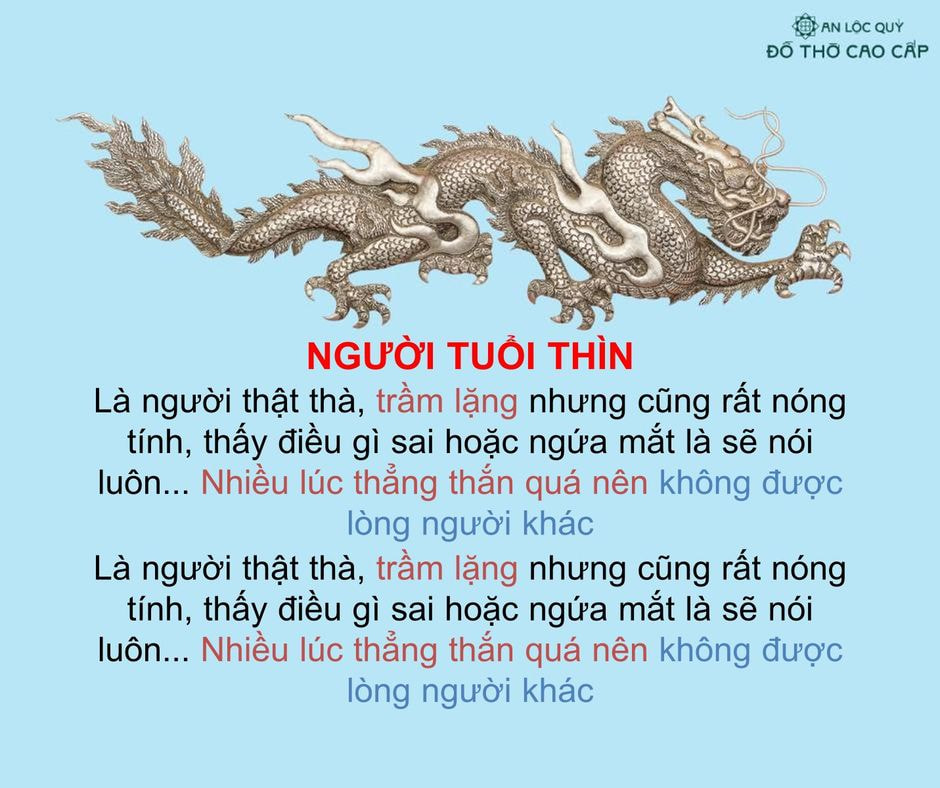 AN LỘC QUÝ
ĐỒ THỜ CAO CẤP
NGƯỜI TUỔI THÌN
Là người thật thà, trầm lặng nhưng cũng rất nóng
tính, thấy điều gì sai hoặc ngứa mắt là sẽ nói
luôn... Nhiều lúc thẳng thắn quá nên không được
lòng người khác
Là người thật thà, trầm lặng nhưng cũng rất nóng
tính, thấy điều gì sai hoặc ngứa mắt là sẽ nói
luôn... Nhiều lúc thẳng thắn quá nên không được
lòng người khác